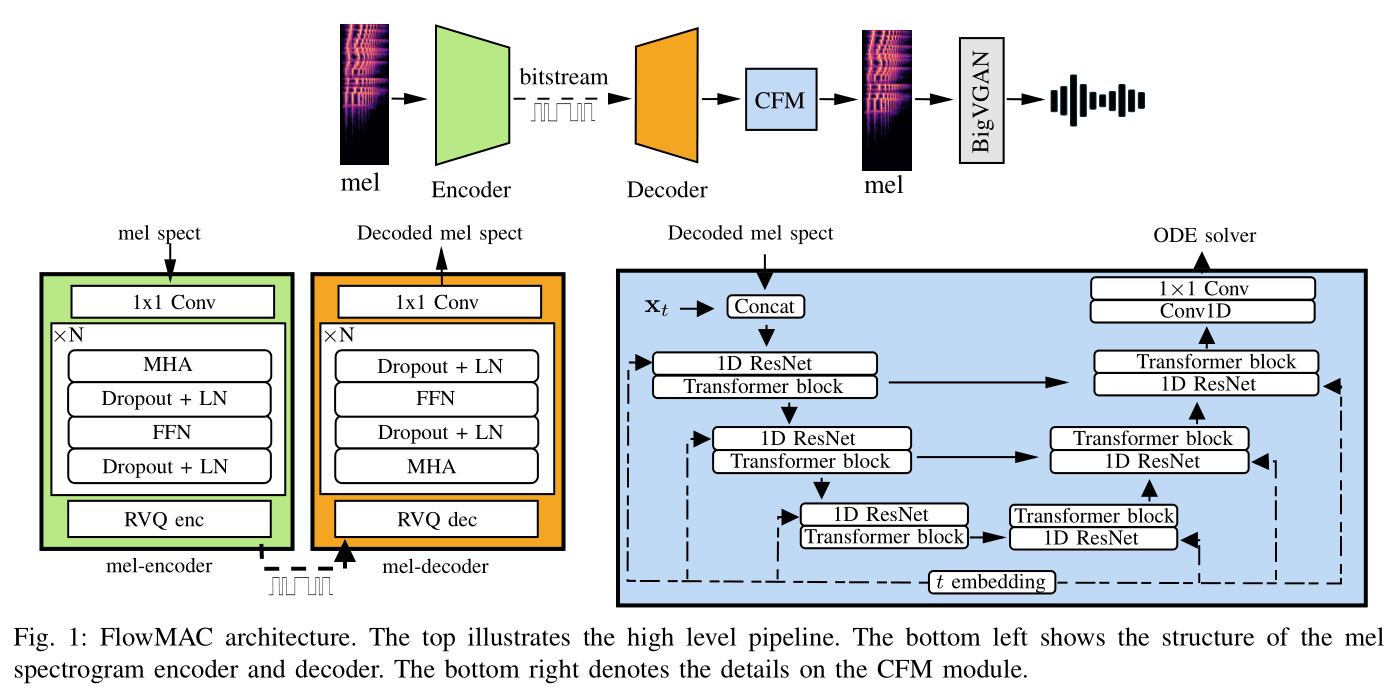 bitstream
CFM
BigVGAN
mel
Encoder
Decoder
mel
mel spect
Decoded mel spect
1x1 Conv
×N
MHA
Dropout + LN
FFN
Dropout + LN
RVQ enc
mel-encoder
1x1 Conv
×N
Dropout + LN
FFN
Dropout + LN
MHA
RVQ dec
mel-decoder
Decoded mel spect
ODE solver
x_t
Concat
1D ResNet
Transformer block
1D ResNet
Transformer block
1D ResNet
Transformer block
1×1 Conv
Conv1D
Transformer block
1D ResNet
Transformer block
1D ResNet
Transformer block
1D ResNet
t embedding
Fig. 1: FlowMAC architecture. The top illustrates the high level pipeline. The bottom left shows the structure of the mel
spectrogram encoder and decoder. The bottom right denotes the details on the CFM module.